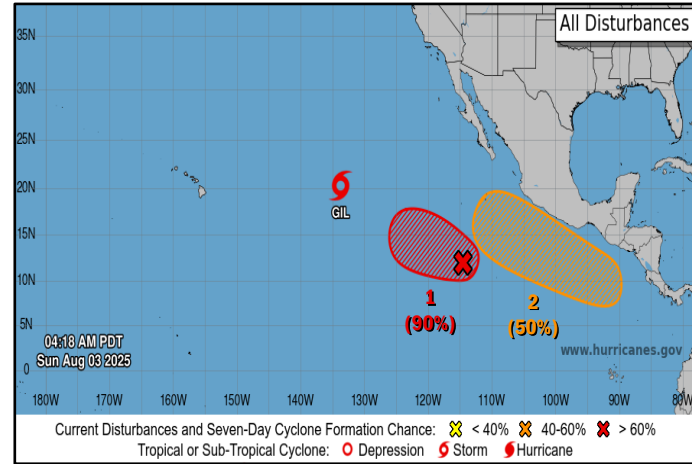 All Disturbances
35N
30N
25N
20N
GIL
15N
10N
1
(90%)
2
(50%)
5N
04:18 AM PDT
Sun Aug 03 2025
www.hurricanes.gov
0
180W 170W 160W 150W 140W 130W 120W 110W 100W 90W 80W
Current Disturbances and Seven-Day Cyclone Formation Chance: < 40% 40-60% > 60%
Tropical or Sub-Tropical Cyclone: Depression Storm Hurricane